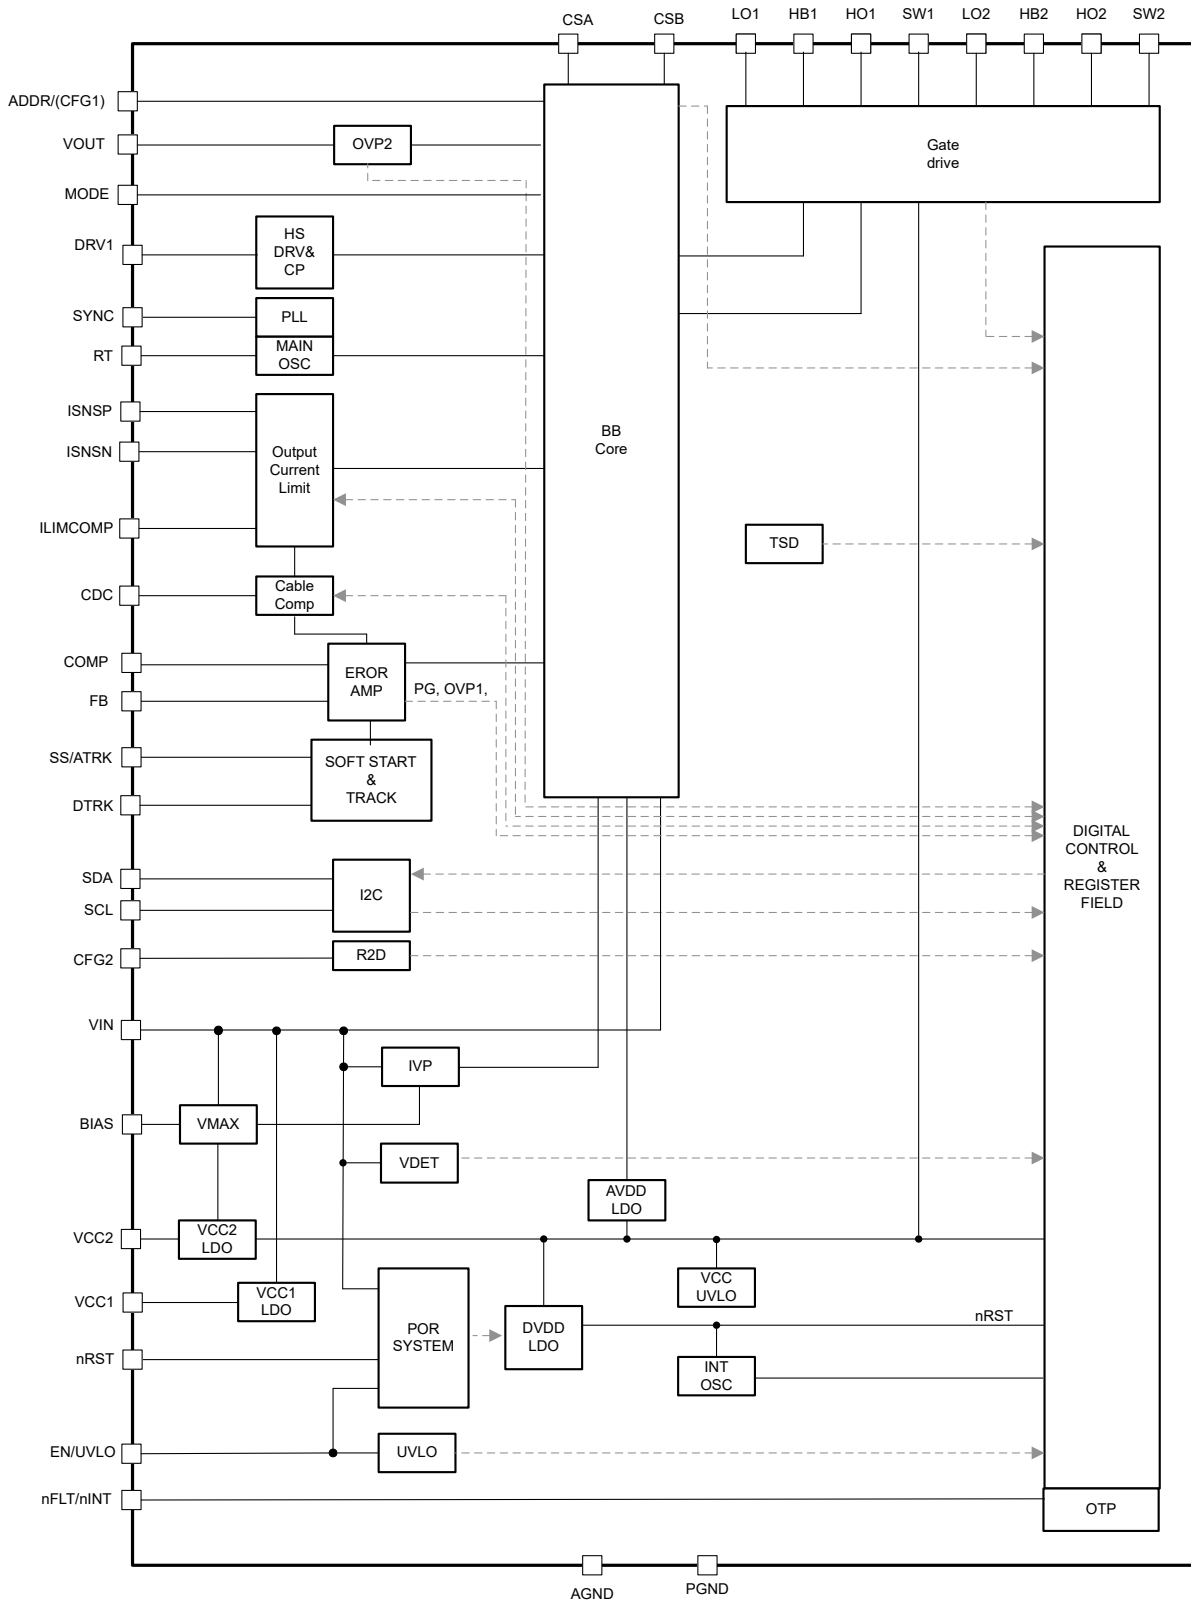 CSA
CSB
LO1
HB1
HO1
SW1
LO2
HB2
HO2
SW2
ADDR/(CFG1)
VOUT
OVP2
MODE
Gate
drive
DRV1
HS
DRV&
CP
SYNC
PLL
RT
MAIN
OSC
ISNSP
ISNSN
Output
Current
Limit
BB
Core
ILIMCOMP
TSD
CDC
Cable
Comp
COMP
EROR
AMP
PG, OVP1,
FB
SS/ATRK
SOFT START
&
TRACK
DTRK
DIGITAL
CONTROL
&
REGISTER
FIELD
SDA
I2C
SCL
CFG2
R2D
VIN
IVP
BIAS
VMAX
VDET
AVDD
LDO
VCC2
VCC2
LDO
VCC
UVLO
VCC1
VCC1
LDO
POR
SYSTEM
DVDD
LDO
nRST
nRST
INT
OSC
EN/UVLO
UVLO
nFLT/nINT
OTP
AGND
PGND